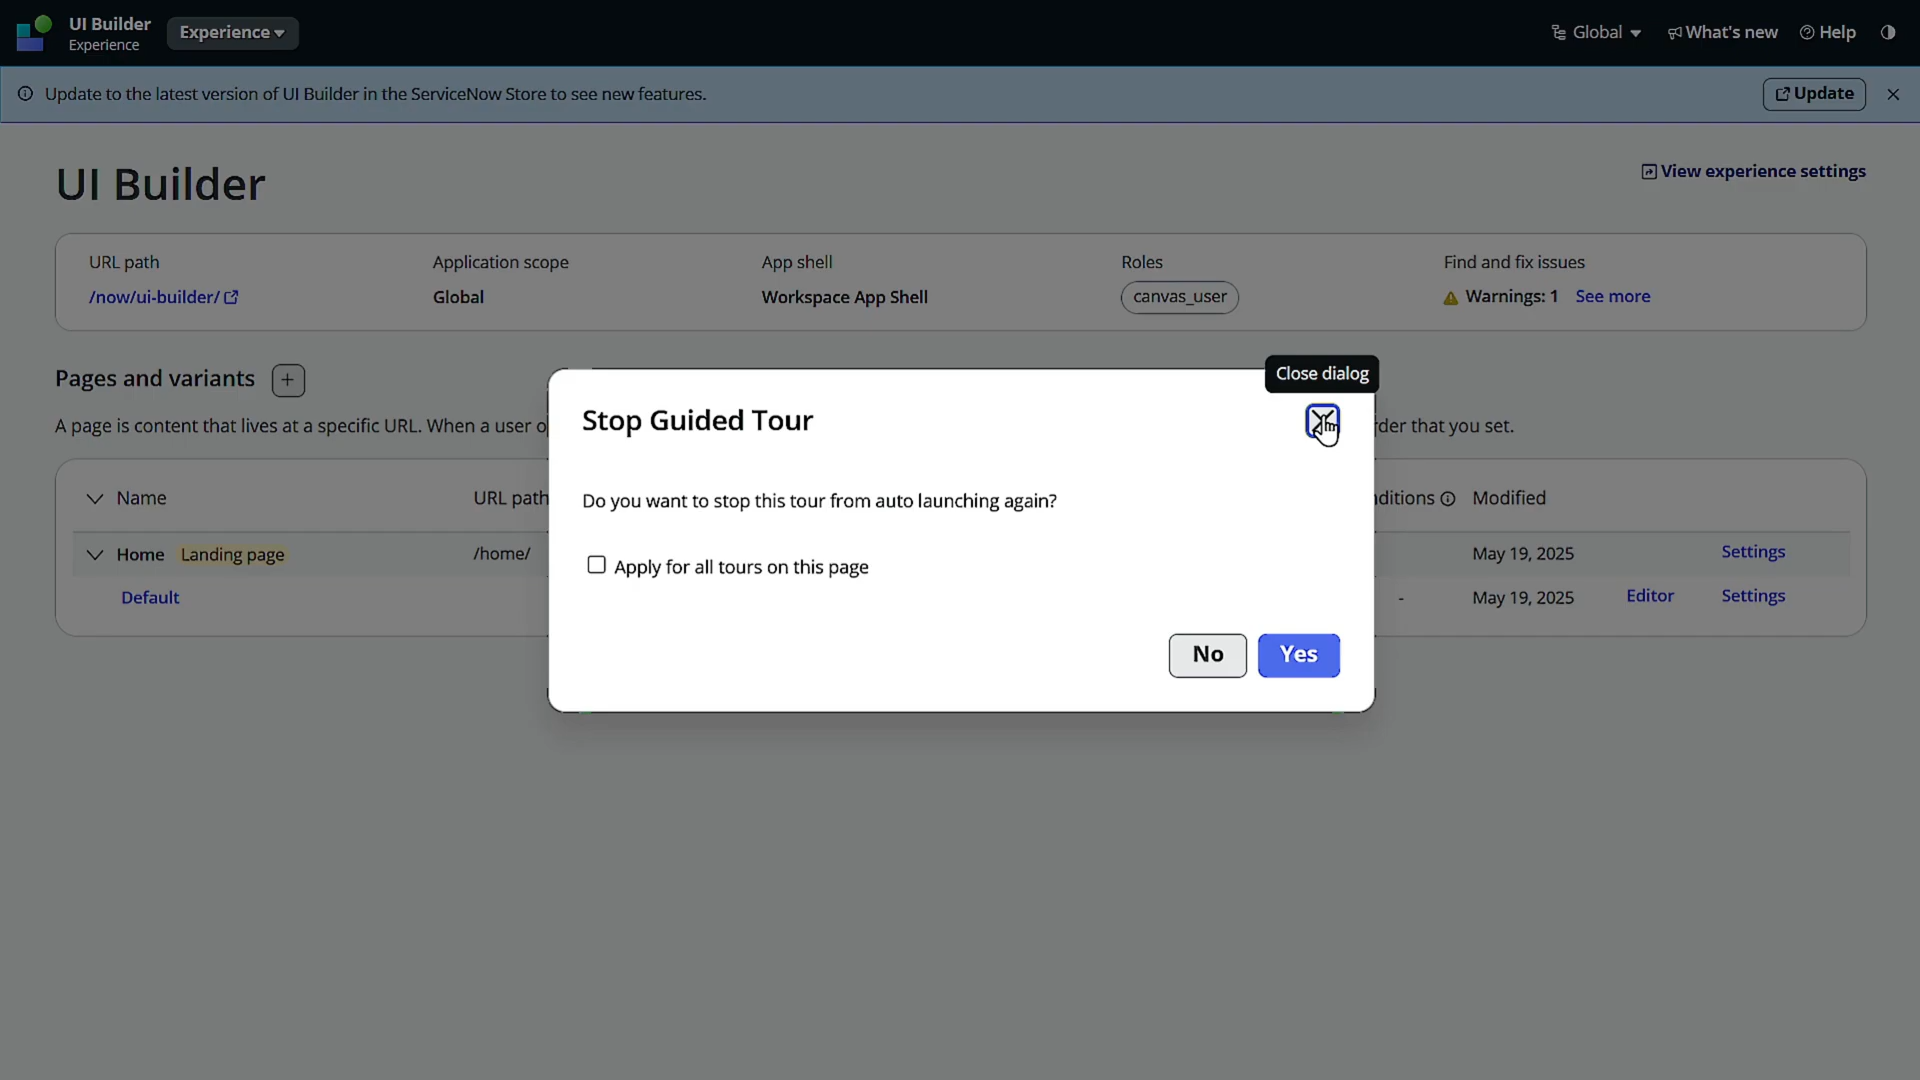 UI Builder
Experience
Experience
Global
What's new
Help
Update to the latest version of UI Builder in the ServiceNow Store to see new features.
Update
UI Builder
View experience settings
URL path
Application scope
App shell
Roles
Find and fix issues
/now/ui-builder/
Global
Workspace App Shell
canvas_user
Warnings: 1 See more
Pages and variants
Close dialog
Stop Guided Tour
A page is content that lives at a specific URL. When a user
that you set.
Name
URL path
Do you want to stop this tour from auto launching again?
Modified
Home Landing page
/home/
Apply for all tours on this page
May 19, 2025
Settings
Default
-
May 19, 2025
Editor
Settings
No
Yes